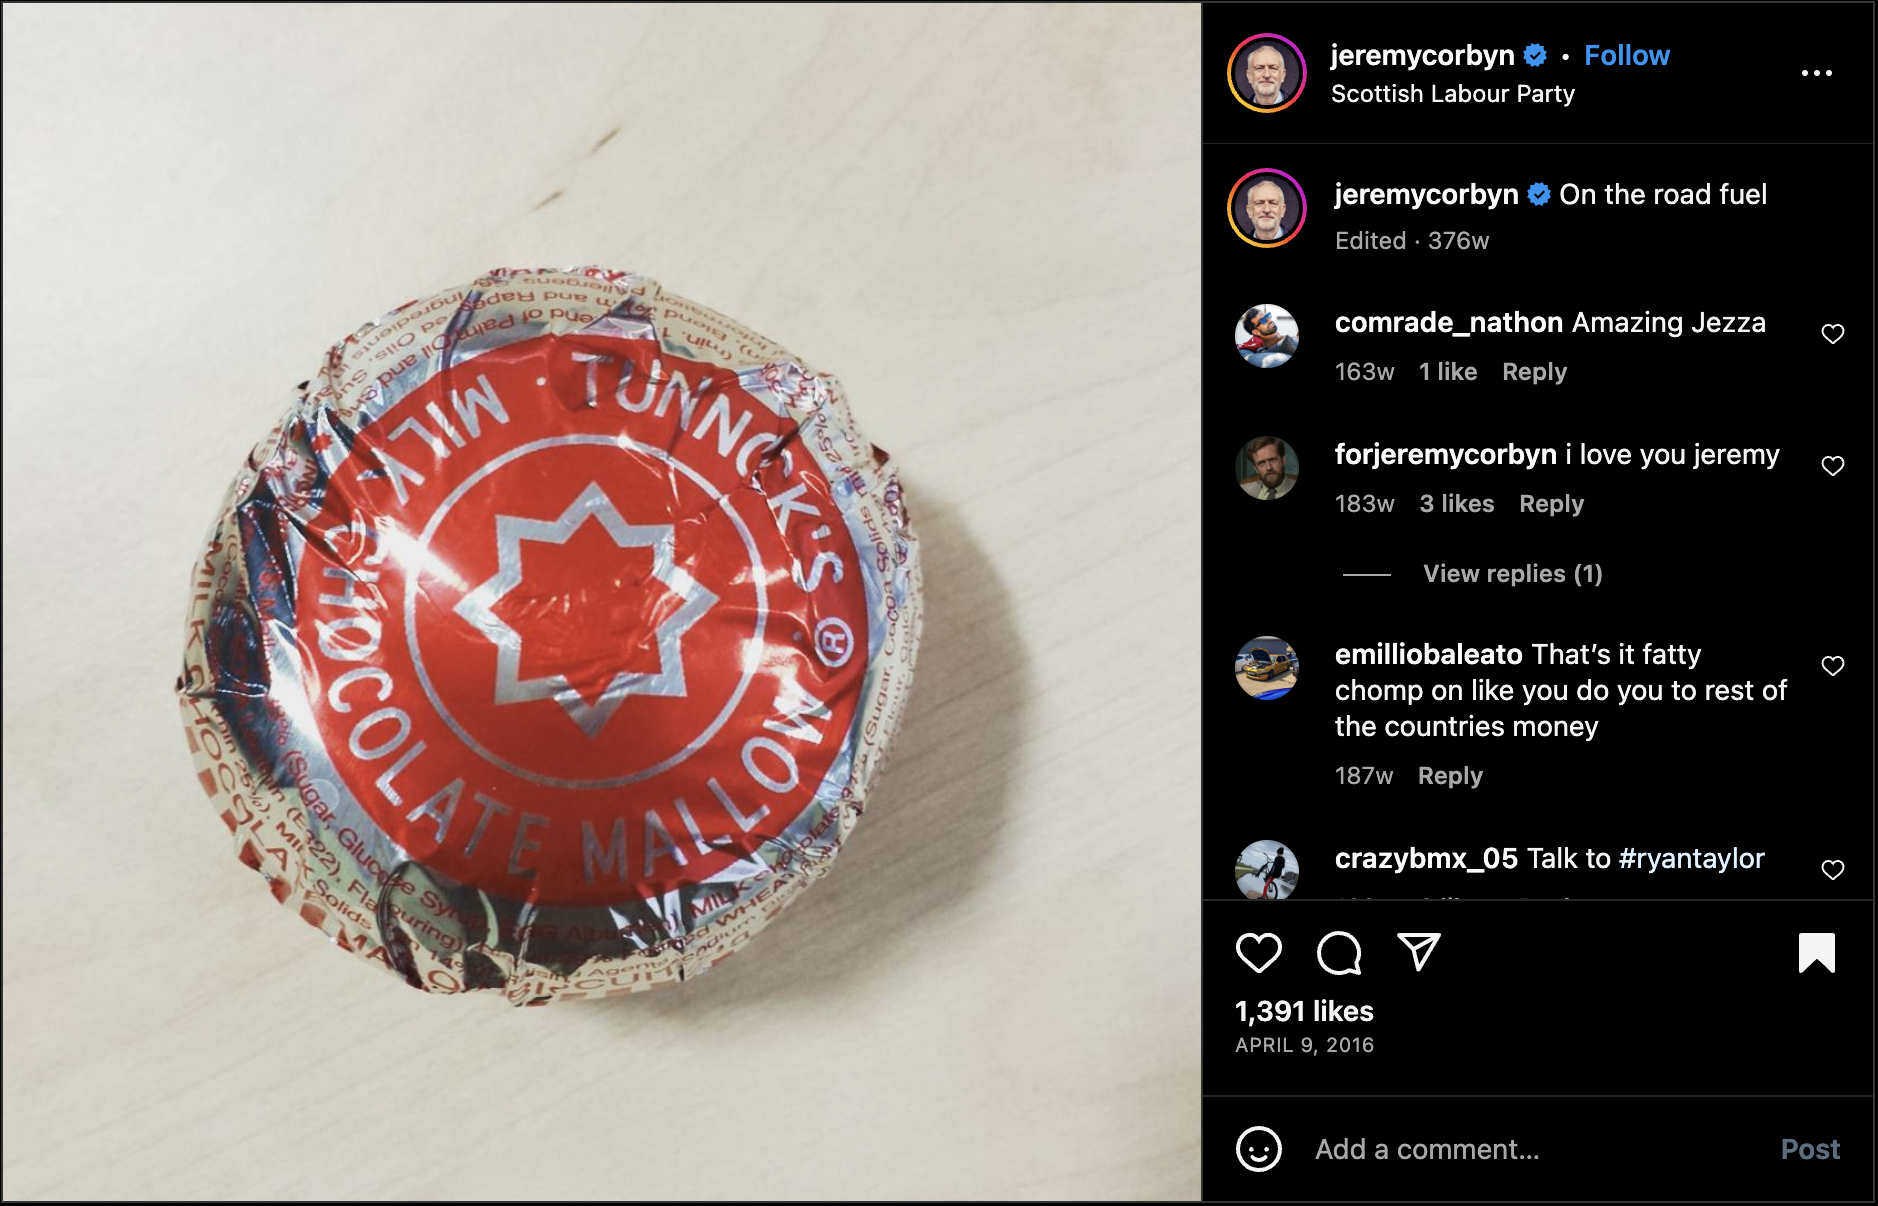 TUNNOCK'S ®
MILK CHOCOLATE MALLOW
jeremycorbyn • Follow
Scottish Labour Party
jeremycorbyn On the road fuel
Edited · 376w
comrade_nathon Amazing Jezza
163w 1 like Reply
forjeremycorbyn i love you jeremy
183w 3 likes Reply
View replies (1)
emilliobaleato That’s it fatty
chomp on like you do you to rest of
the countries money
187w Reply
crazybmx_05 Talk to #ryantaylor
1,391 likes
APRIL 9, 2016
Add a comment...
Post